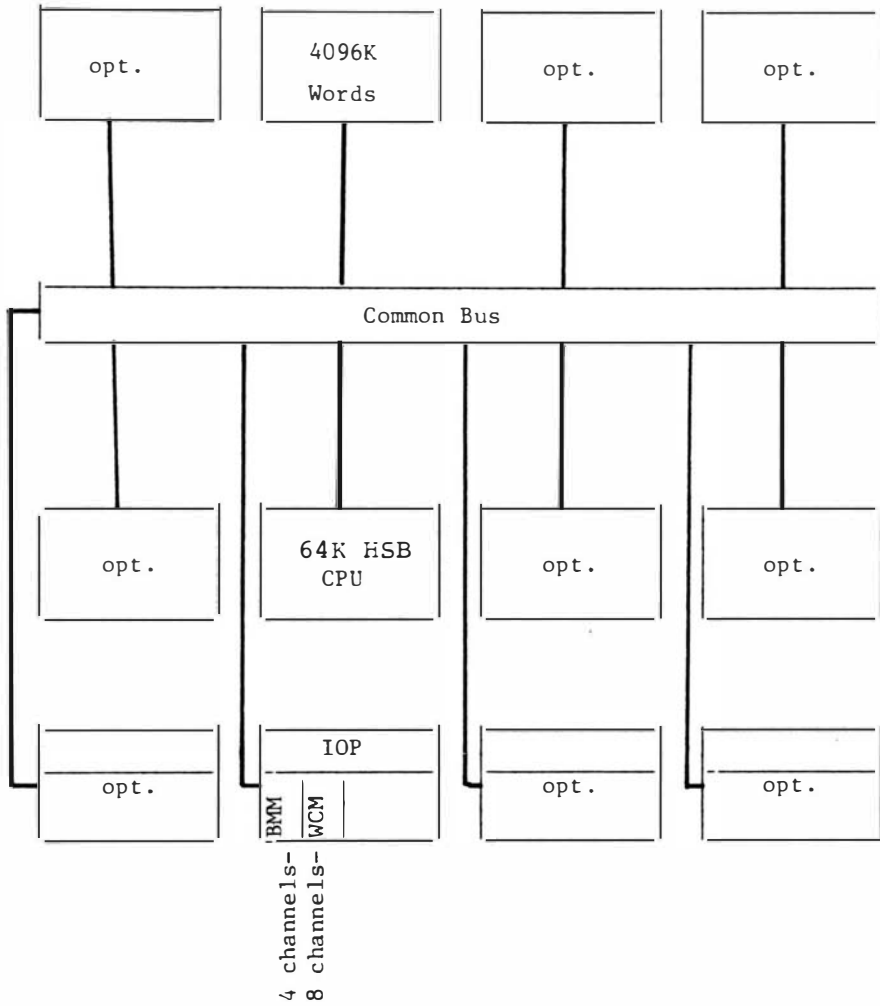 opt.
4096K
Words
opt.
opt.
Common Bus
opt.
64K HSB
CPU
opt.
opt.
IOP
opt.
BMM
WCM
opt.
opt.
4 channels-
8 channels-